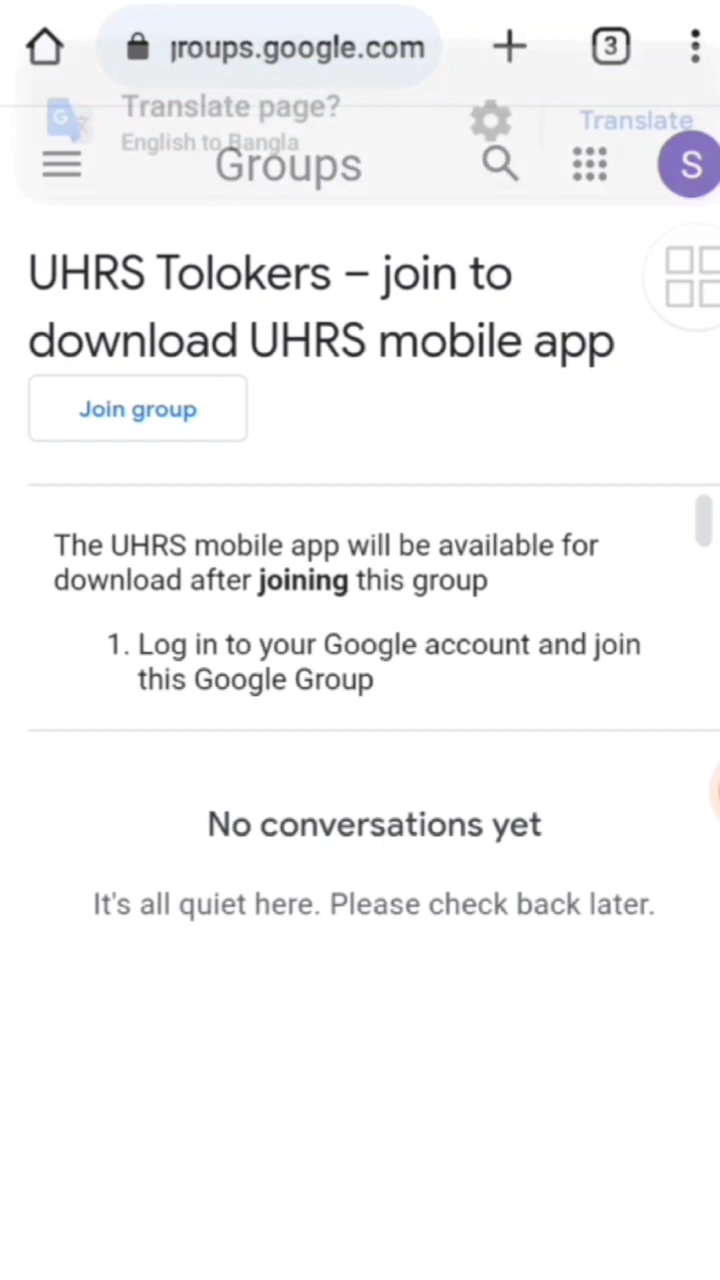 groups.google.com
3
Translate page?
English to Bangla
Translate
Groups
S
UHRS Tolokers – join to
download UHRS mobile app
Join group
The UHRS mobile app will be available for
download after joining this group
1. Log in to your Google account and join
this Google Group
No conversations yet
It's all quiet here. Please check back later.